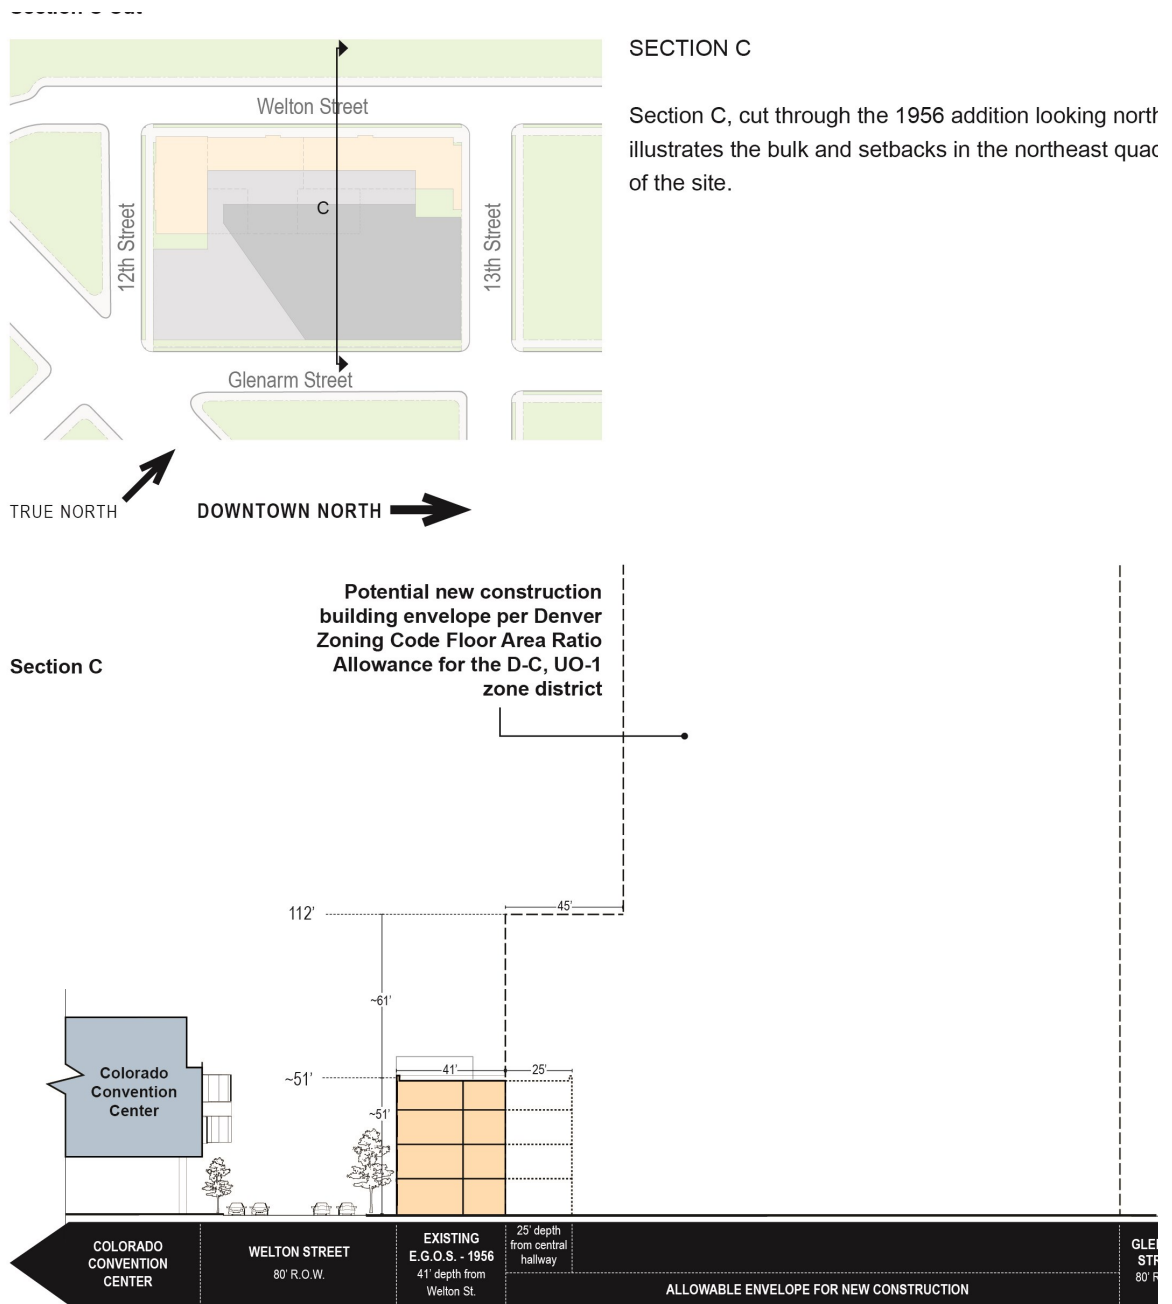 SECTION C
Section C, cut through the 1956 addition looking north
illustrates the bulk and setbacks in the northeast
of the site.
Welton Street
12th Street
C
13th Street
Glenarm Street
TRUE NORTH
DOWNTOWN NORTH
Potential new construction
building envelope per Denver
Zoning Code Floor Area Ratio
Allowance for the D-C, UO-1
zone district
Section C
45'
112'
~61'
41'
25'
~51'
~51'
Colorado
Convention
Center
COLORADO
CONVENTION
CENTER
WELTON STREET
80' R.O.W.
EXISTING
E.G.O.S. - 1956
41' depth from
Welton St.
25' depth
from central
hallway
ALLOWABLE ENVELOPE FOR NEW CONSTRUCTION
80'